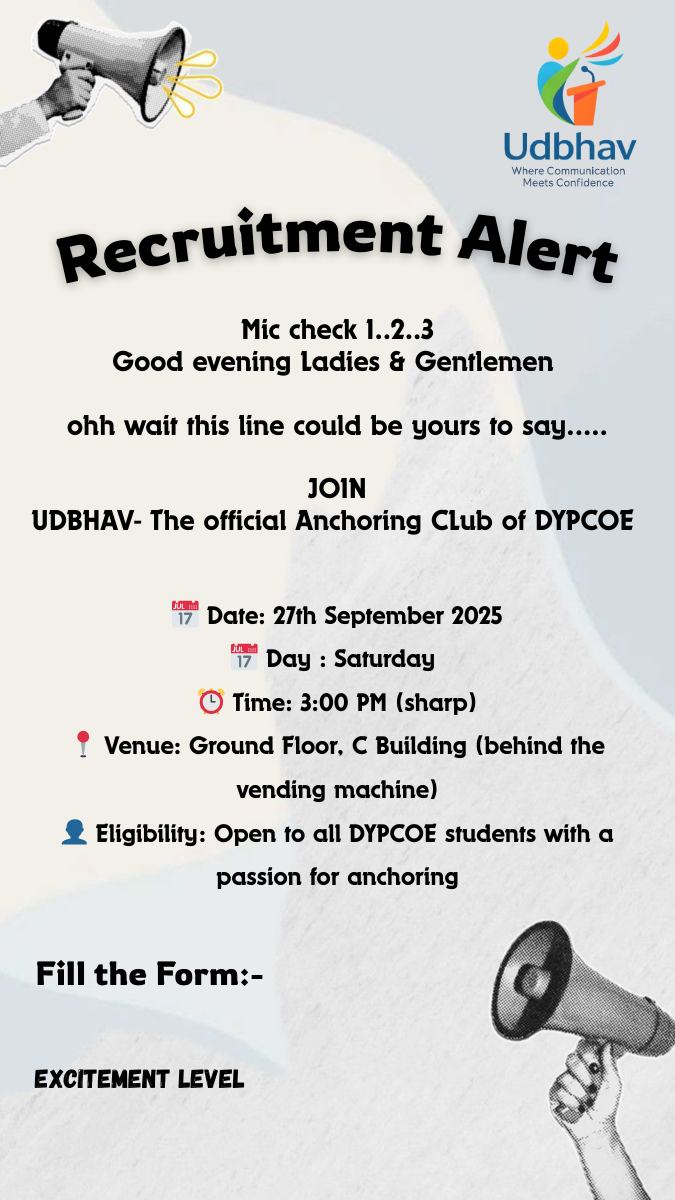 Udbhav
Where Communication
Meets Confidence
Recruitment Alert
Mic check 1..2..3
Good evening Ladies & Gentlemen
ohh wait this line could be yours to say.....
JOIN
UDBHAV- The official Anchoring CLub of DYPCOE
📅 Date: 27th September 2025
📅 Day : Saturday
⏰ Time: 3:00 PM (sharp)
📍 Venue: Ground Floor, C Building (behind the
vending machine)
👤 Eligibility: Open to all DYPCOE students with a
passion for anchoring
Fill the Form:-
EXCITEMENT LEVEL